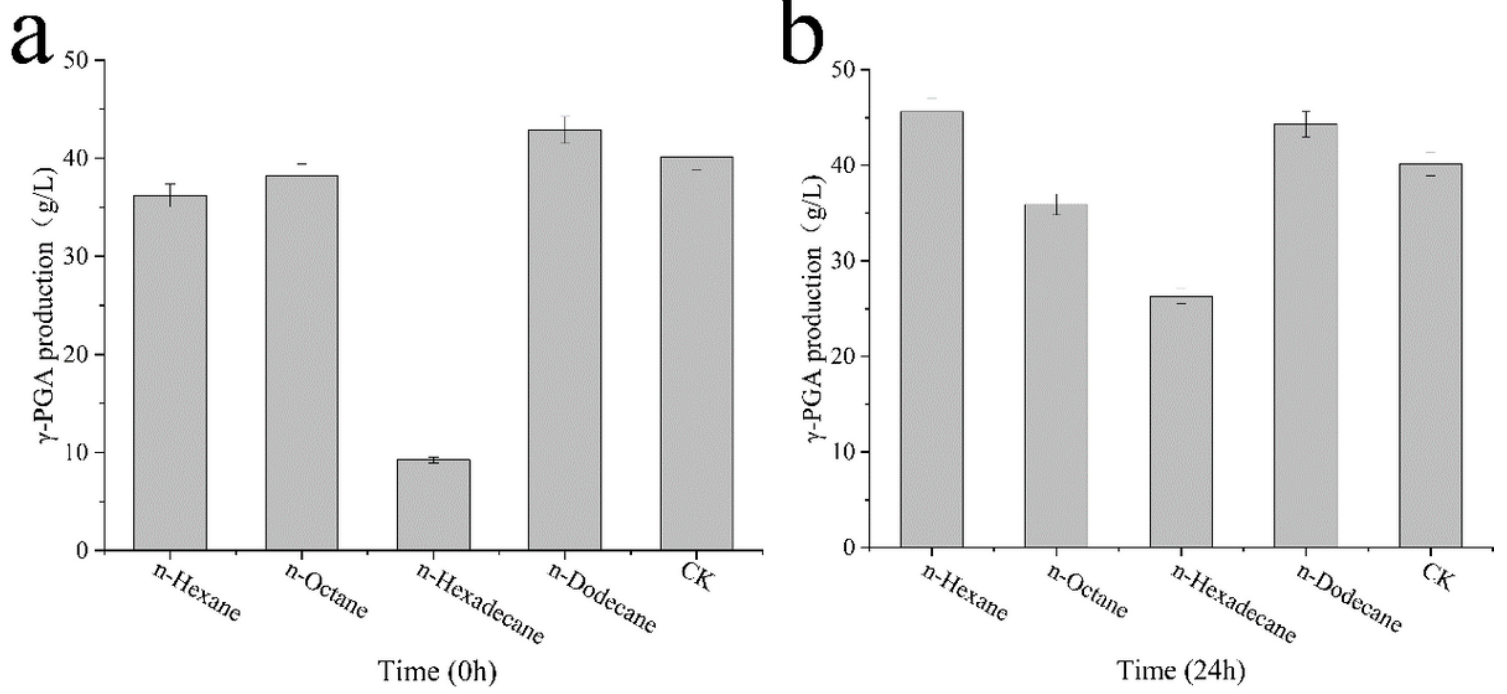 a
50
40
30
20
10
0
γ-PGA production（g/L)
n-Hexane
n-Octane
n-Hexadecane
n-Dodecane
CK
Time (0h)
b
50
40
30
20
10
0
γ-PGA production（g/L)
n-Hexane
n-Octane
n-Hexadecane
n-Dodecane
CK
Time (24h)